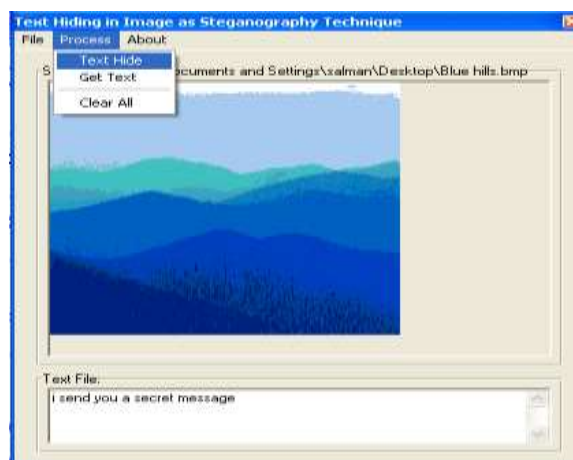 Text Hiding in Image as Steganography Technique
File Process About
Text Hide
S ocuments and Settings\salman\Desktop\Blue hills.bmp
Get Text
Clear All
Text File.
i send you a secret message